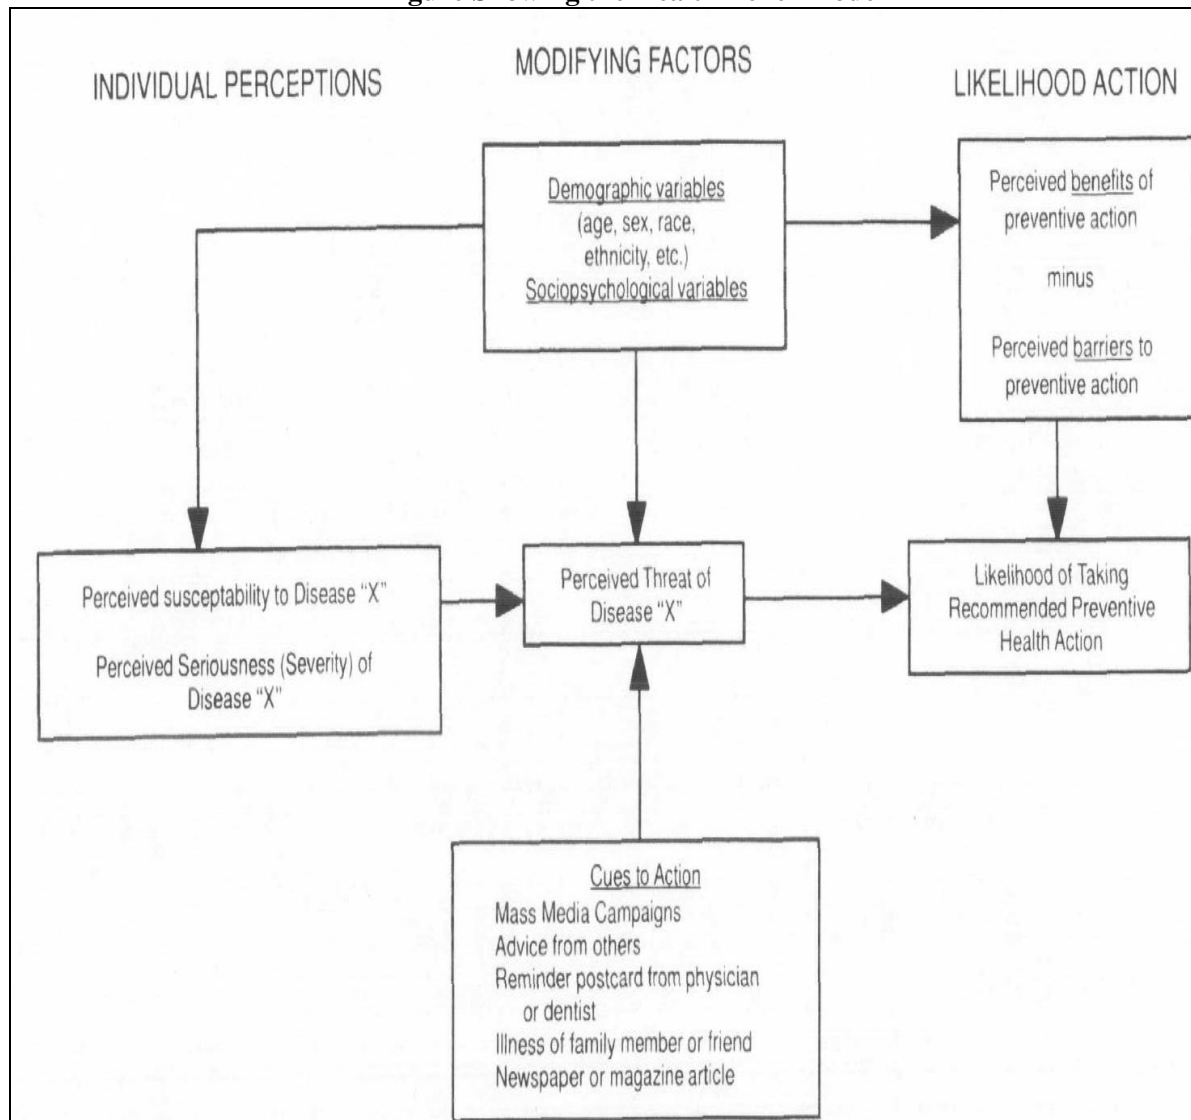 INDIVIDUAL PERCEPTIONS
MODIFYING FACTORS
LIKELIHOOD ACTION
Demographic variables
(age, sex, race,
ethnicity, etc.)
Sociopsychological variables
Perceived benefits of
preventive action
minus
Perceived barriers to
preventive action
Perceived susceptability to Disease “X”
Perceived Seriousness (Severity) of
Disease “X”
Perceived Threat of
Disease “X”
Likelihood of Taking
Recommended Preventive
Health Action
Cues to Action
Mass Media Campaigns
Advice from others
Reminder postcard from physician
or dentist
Illness of family member or friend
Newspaper or magazine article